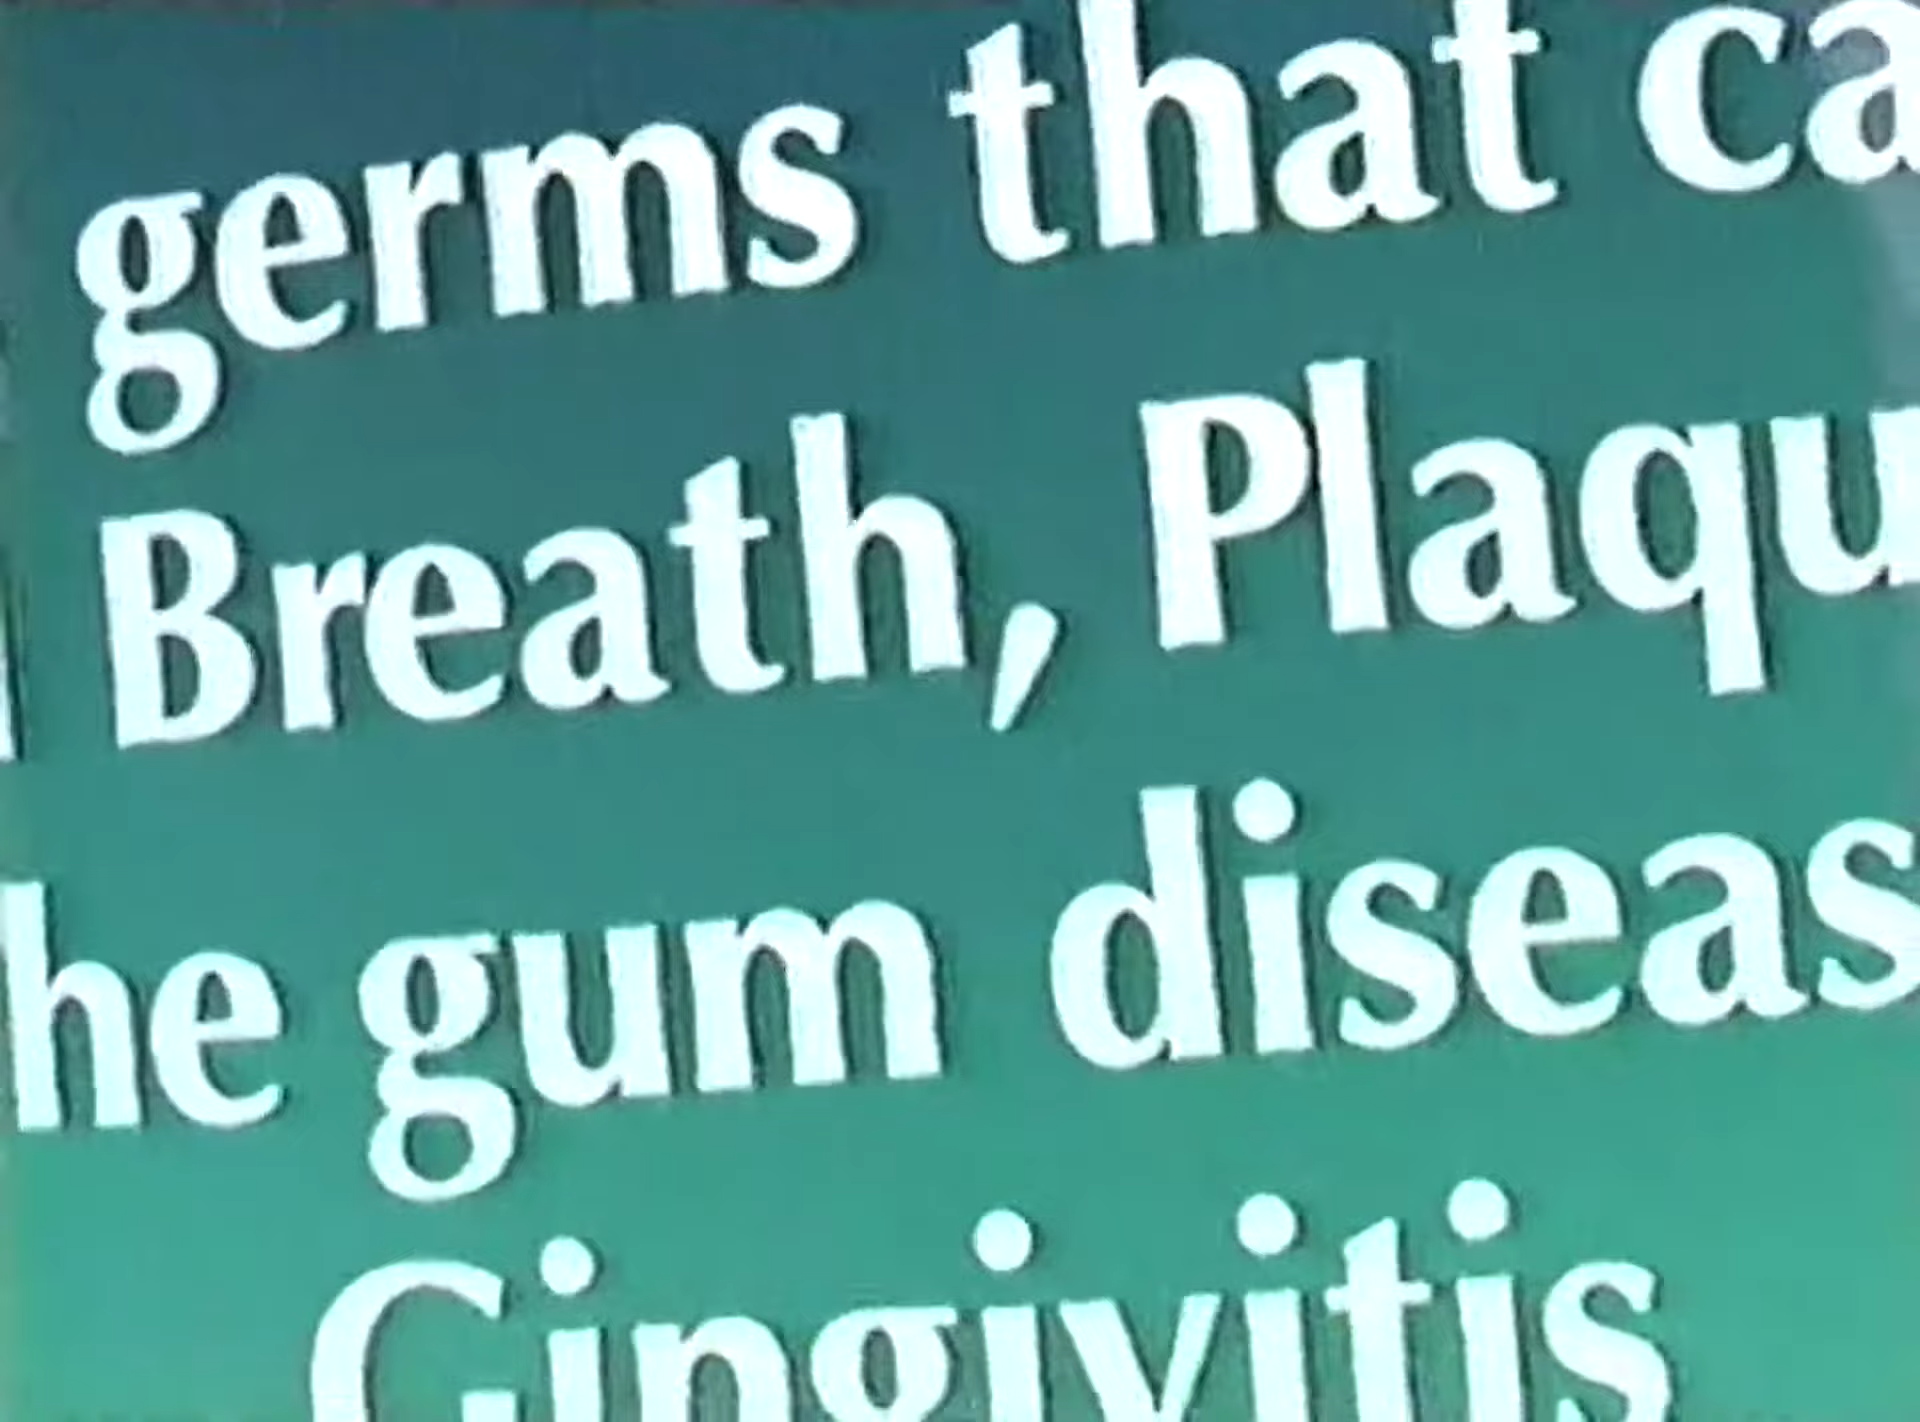 germs that ca
Breath, Plaqu
he gum diseas
Gingivitis